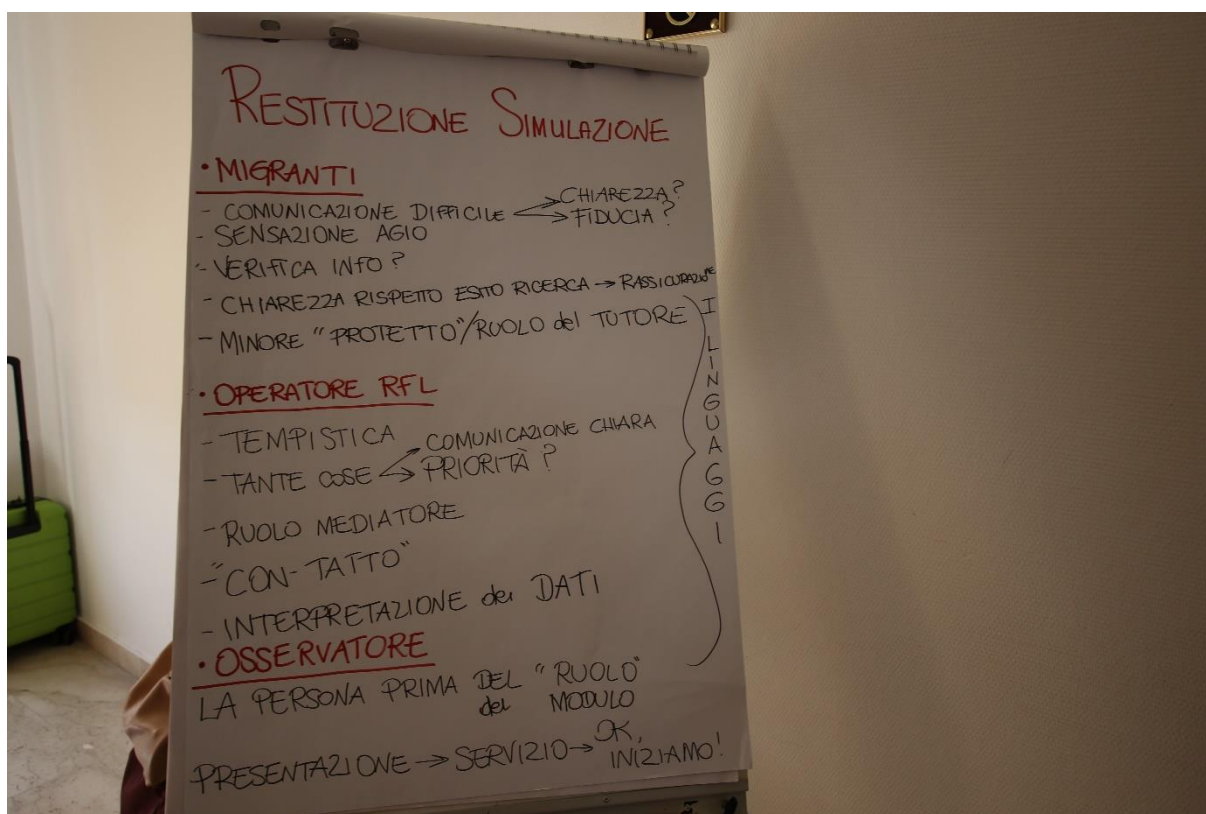 RESTITUZIONE SIMULAZIONE
• MIGRANTI
- COMUNICAZIONE DIFFICILE → CHIAREZZA?
→ FIDUCIA?
- SENSAZIONE AGIO
- VERIFICA INFO?
- CHIAREZZA RISPETTO ESITO RICERCA → RASSICURAZIONE
- MINORE "PROTETTO"/RUOLO del TUTORE
I LINGUAGGI
• OPERATORE RFL
- TEMPISTICA
- TANTE COSE → COMUNICAZIONE CHIARA
→ PRIORITÀ?
- RUOLO MEDIATORE
- "CON-TATTO"
- INTERPRETAZIONE dei DATI
• OSSERVATORE
LA PERSONA PRIMA DEL "RUOLO"
del MODULO
PRESENTAZIONE → SERVIZIO → OK,
INIZIAMO!